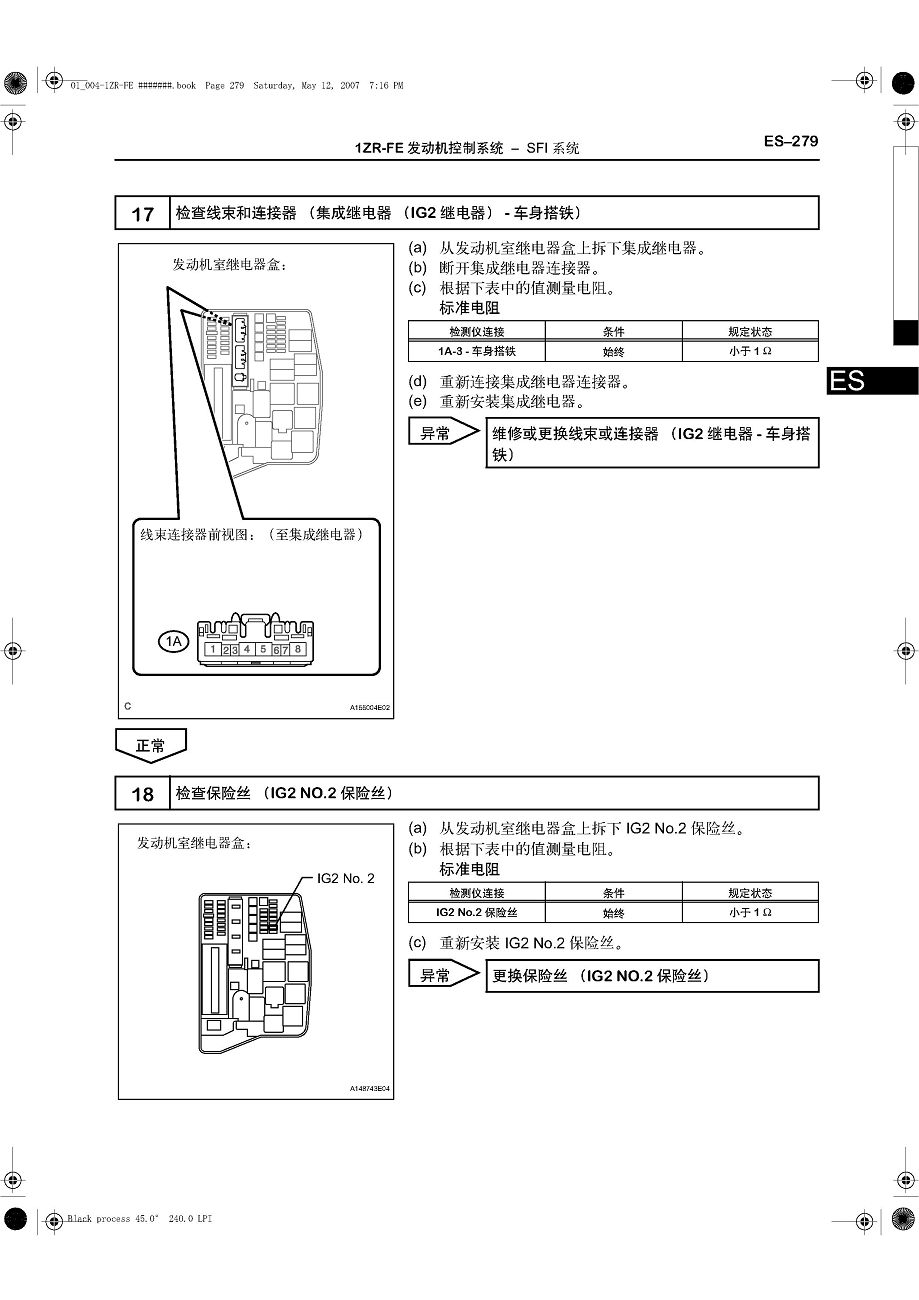 01_004-1ZR-FE #######.book Page 279 Saturday, May 12, 2007 7:16 PM
1ZR-FE 发动机控制系统 – SFI 系统
ES–279
17
检查线束和连接器 （集成继电器 （IG2 继电器） - 车身搭铁）
发动机室继电器盒：
线束连接器前视图：（至集成继电器）
1A
1 2 3 4 5 6 7 8
C
A156004E02
(a) 从发动机室继电器盒上拆下集成继电器。
(b) 断开集成继电器连接器。
(c) 根据下表中的值测量电阻。
标准电阻
检测仪连接 条件 规定状态
1A-3 - 车身搭铁 始终 小于 1 Ω
(d) 重新连接集成继电器连接器。
(e) 重新安装集成继电器。
异常
维修或更换线束或连接器 （IG2 继电器 - 车身搭
铁）
ES
正常
18
检查保险丝 （IG2 NO.2 保险丝）
发动机室继电器盒：
IG2 No. 2
A148743E04
(a) 从发动机室继电器盒上拆下 IG2 No.2 保险丝。
(b) 根据下表中的值测量电阻。
标准电阻
检测仪连接 条件 规定状态
IG2 No.2 保险丝 始终 小于 1 Ω
(c) 重新安装 IG2 No.2 保险丝。
异常
更换保险丝 （IG2 NO.2 保险丝）
Black process 45.0° 240.0 LPI